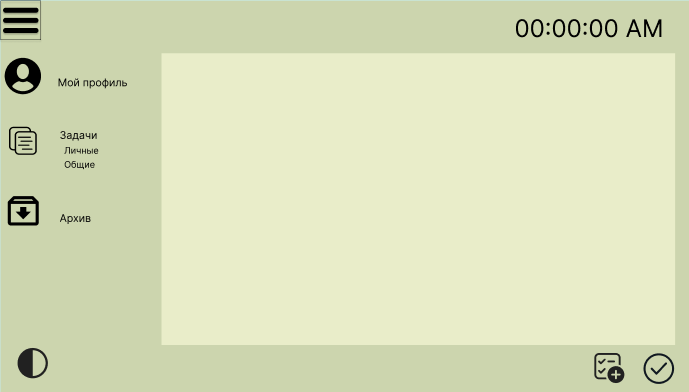 00:00:00 AM
Мой профиль
Задачи
Личные
Общие
Архив